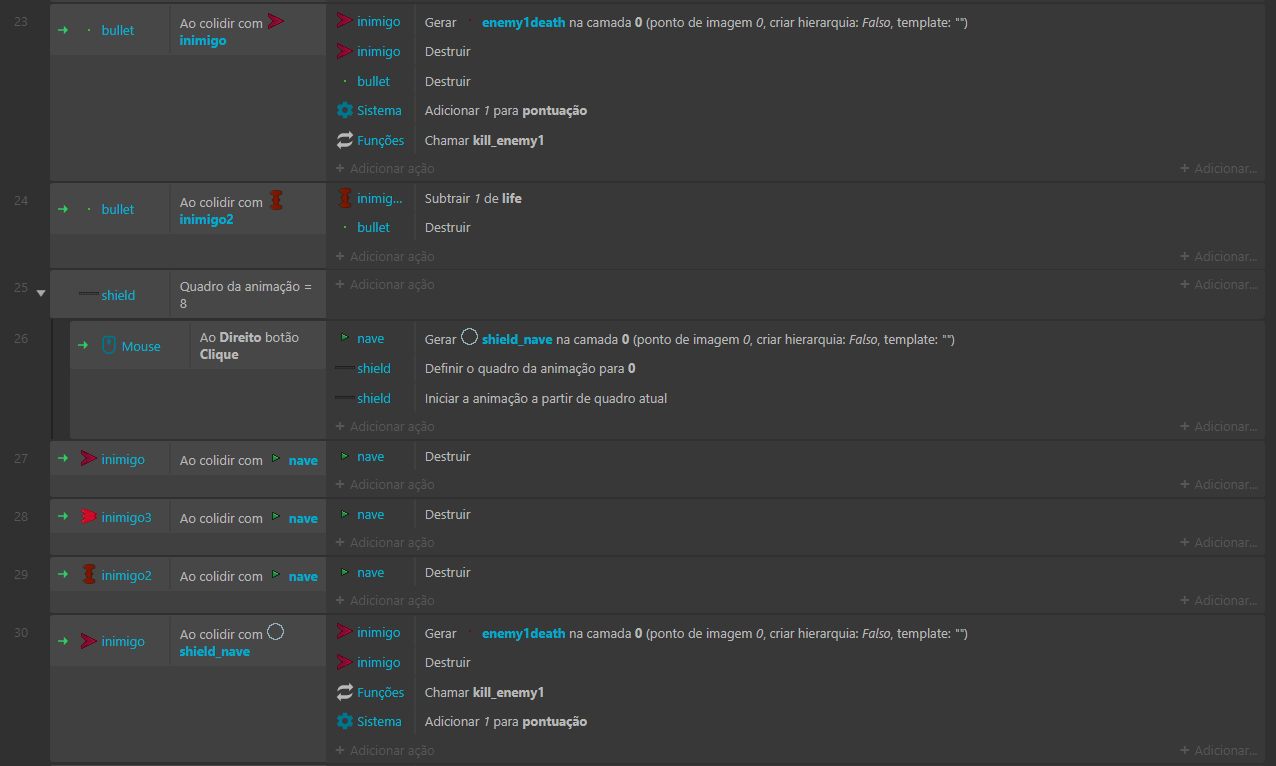 23
bullet
Ao colidir com
inimigo
inimigo Gerar enemy1death na camada 0 (ponto de imagem 0, criar hierarquia: Falso, template: "")
inimigo Destruir
bullet Destruir
Sistema Adicionar 1 para pontuação
Funções Chamar kill_enemy1
+ Adicionar ação + Adicionar...
24
bullet
Ao colidir com
inimigo2
inimig... Subtrair 1 de life
bullet Destruir
+ Adicionar ação + Adicionar...
25
shield
Quadro da animação =
8
+ Adicionar ação + Adicionar...
26
Mouse
Ao Direito botão
Clique
nave Gerar shield_nave na camada 0 (ponto de imagem 0, criar hierarquia: Falso, template: "")
shield Definir o quadro da animação para 0
shield Iniciar a animação a partir de quadro atual
+ Adicionar ação + Adicionar...
27
inimigo Ao colidir com nave
nave Destruir
+ Adicionar ação + Adicionar...
28
inimigo3 Ao colidir com nave
nave Destruir
+ Adicionar ação + Adicionar...
29
inimigo2 Ao colidir com nave
nave Destruir
+ Adicionar ação + Adicionar...
30
inimigo
Ao colidir com
shield_nave
inimigo Gerar enemy1death na camada 0 (ponto de imagem 0, criar hierarquia: Falso, template: "")
inimigo Destruir
Funções Chamar kill_enemy1
Sistema Adicionar 1 para pontuação
+ Adicionar ação + Adicionar...